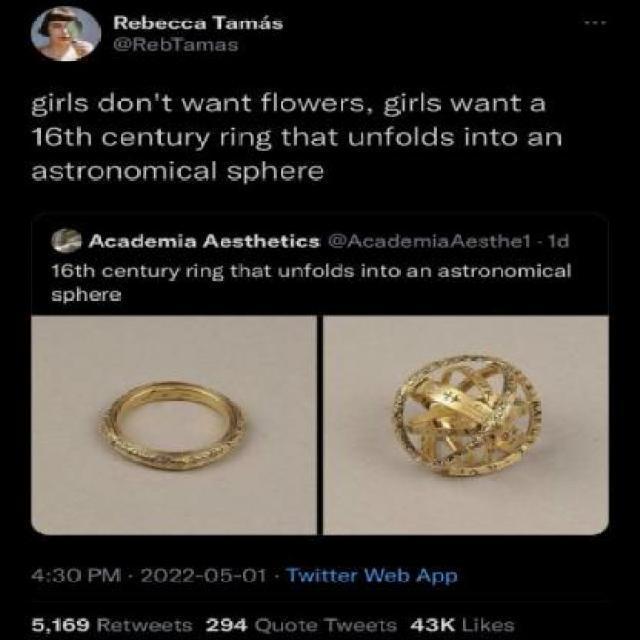 Rebecca Tamás
@RebTamas
girls don't want flowers, girls want a
16th century ring that unfolds into an
astronomical sphere
Academia Aesthetics @AcademiaAesthe1 · 1d
16th century ring that unfolds into an astronomical
sphere
4:30 PM · 2022-05-01 · Twitter Web App
5,169 Retweets 294 Quote Tweets 43K Likes